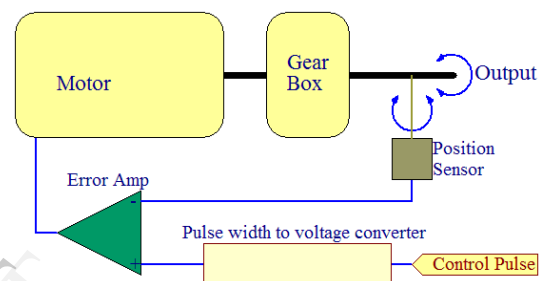 Motor
Gear
Box
Output
Position
Sensor
Error Amp
-
+
Pulse width to voltage converter
Control Pulse